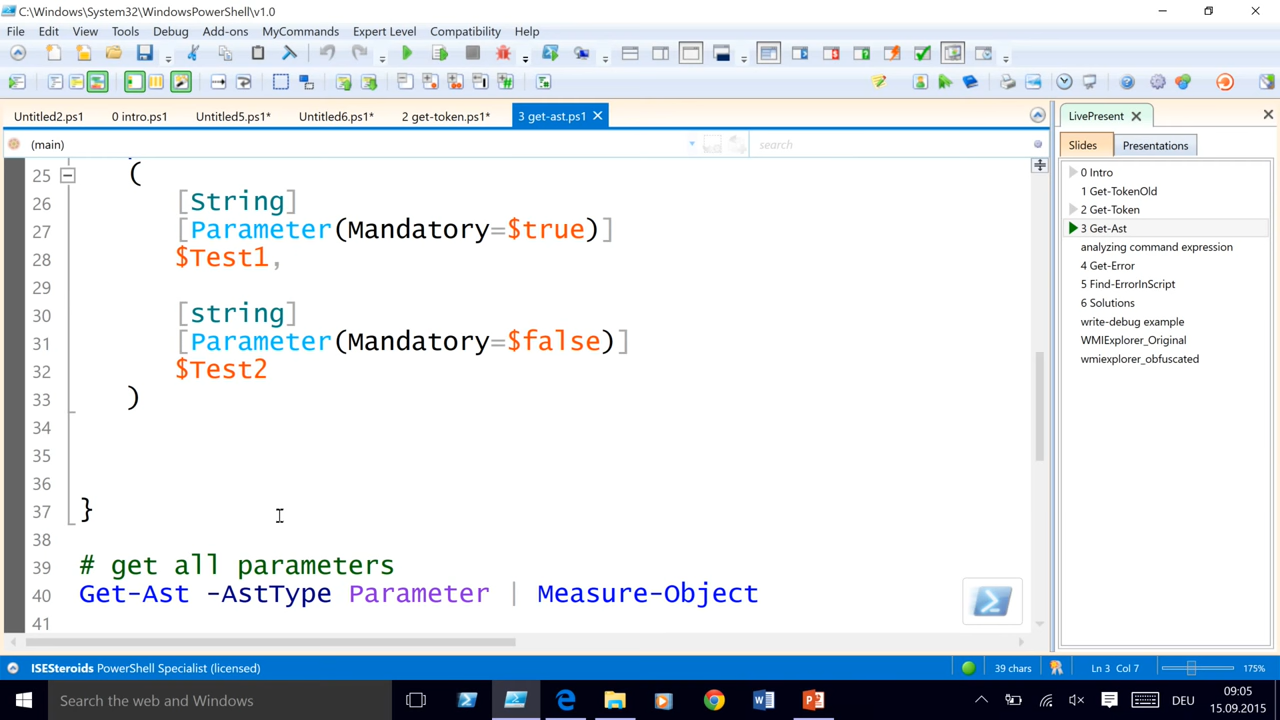 C:\Windows\System32\WindowsPowerShell\v1.0
File Edit View Tools Debug Add-ons MyCommands Expert Level Compatibility Help
Untitled2.ps1 0 intro.ps1 Untitled5.ps1* Untitled6.ps1* 2 get-token.ps1* 3 get-ast.ps1
(main) search
25 (
26 [String]
27 [Parameter(Mandatory=$true)]
28 $Test1,
29
30 [string]
31 [Parameter(Mandatory=$false)]
32 $Test2
33 )
34
35
36
37 }
38
39 # get all parameters
40 Get-Ast -AstType Parameter | Measure-Object
41
LivePresent
Slides Presentations
0 Intro
1 Get-TokenOld
2 Get-Token
3 Get-Ast
analyzing command expression
4 Get-Error
5 Find-ErrorInScript
6 Solutions
write-debug example
WMIExplorer_Original
wmiexplorer_obfuscated
ISESteroids PowerShell Specialist (licensed) 39 chars Ln 3 Col 7 175%
Search the web and Windows DEU 09:05
15.09.2015